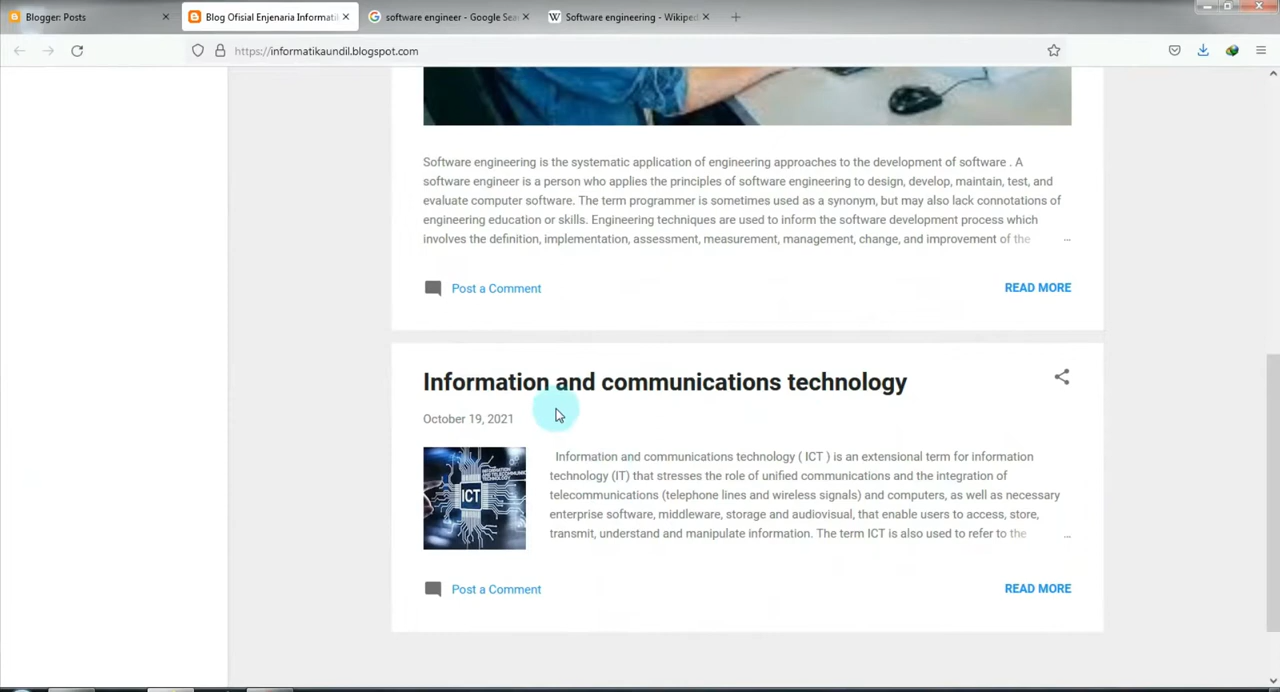 Blogger: Posts
Blog Ofisial Enjenaria Informati
software engineer - Google Sea
Software engineering - Wikiped
https://informatikaundil.blogspot.com
Software engineering is the systematic application of engineering approaches to the development of software . A
software engineer is a person who applies the principles of software engineering to design, develop, maintain, test, and
evaluate computer software. The term programmer is sometimes used as a synonym, but may also lack connotations of
engineering education or skills. Engineering techniques are used to inform the software development process which
involves the definition, implementation, assessment, measurement, management, change, and improvement of the ...
Post a Comment
READ MORE
Information and communications technology
October 19, 2021
ICT
Information and communications technology ( ICT ) is an extensional term for information
technology (IT) that stresses the role of unified communications and the integration of
telecommunications (telephone lines and wireless signals) and computers, as well as necessary
enterprise software, middleware, storage and audiovisual, that enable users to access, store,
transmit, understand and manipulate information. The term ICT is also used to refer to the ...
Post a Comment
READ MORE